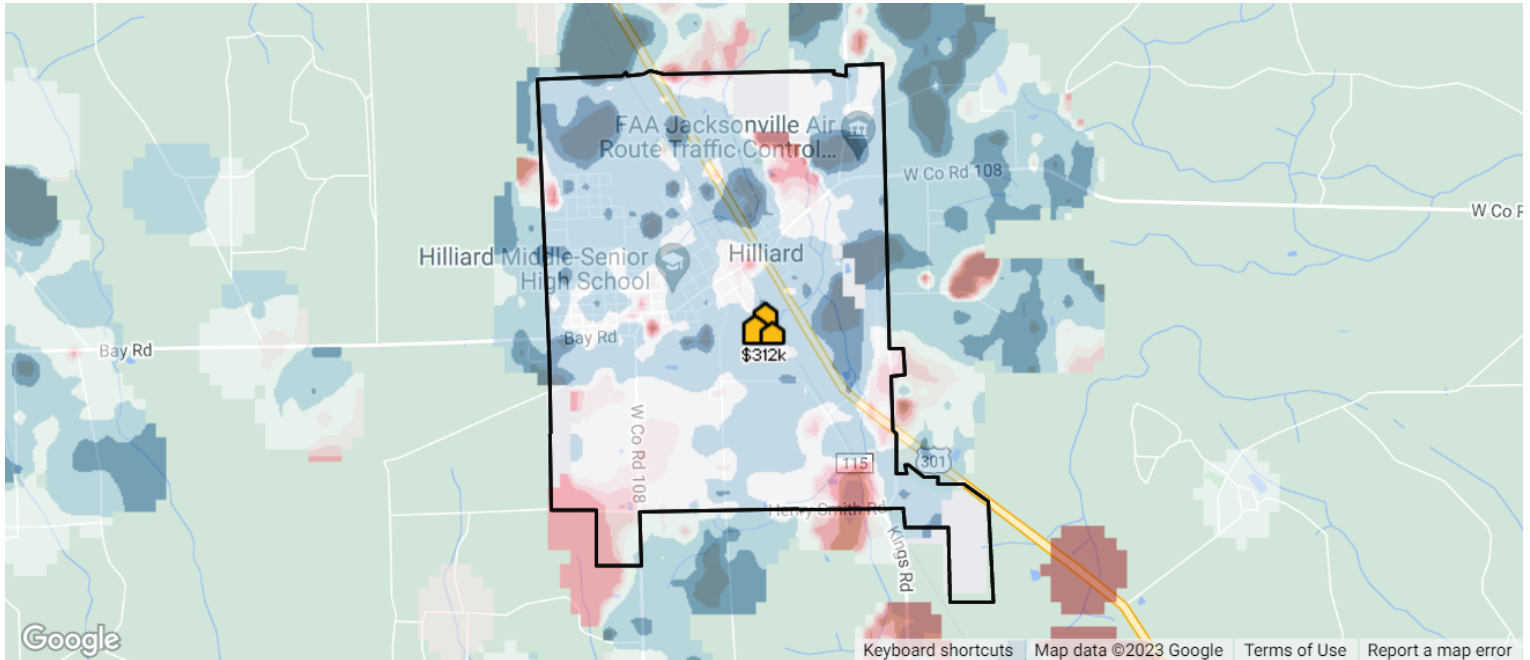 FAA Jacksonville Air
Route Traffic Control...
W Co Rd 108
W Co R
Hilliard Middle-Senior
High School
Hilliard
Bay Rd
Bay Rd
$312k
W Co Rd 108
115
301
Henry Smith Rd
Kings Rd
Google
Keyboard shortcuts
Map data ©2023 Google
Terms of Use
Report a map error